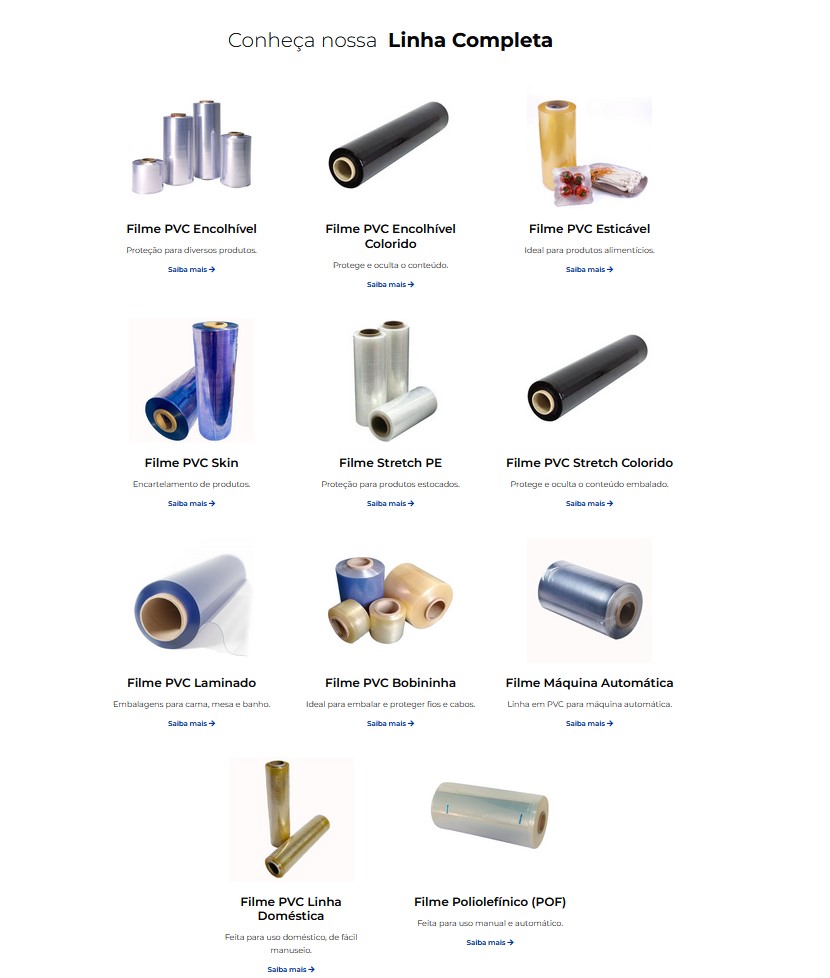 Conheça nossa Linha Completa
Filme PVC Encolhível
Proteção para diversos produtos.
Saiba mais →
Filme PVC Encolhível
Colorido
Protege e oculta o conteúdo.
Saiba mais →
Filme PVC Esticável
Ideal para produtos alimentícios.
Saiba mais →
Filme PVC Skin
Encartelamento de produtos.
Saiba mais →
Filme Stretch PE
Proteção para produtos estocados.
Saiba mais →
Filme PVC Stretch Colorido
Protege e oculta o conteúdo embalado.
Saiba mais →
Filme PVC Laminado
Embalagens para cama, mesa e banho.
Saiba mais →
Filme PVC Bobininha
Ideal para embalar e proteger fios e cabos.
Saiba mais →
Filme Máquina Automática
Linha em PVC para máquina automática.
Saiba mais →
Filme PVC Linha
Doméstica
Feita para uso doméstico, de fácil
manuseio.
Saiba mais →
Filme Poliolefínico (POF)
Feita para uso manual e automático.
Saiba mais →